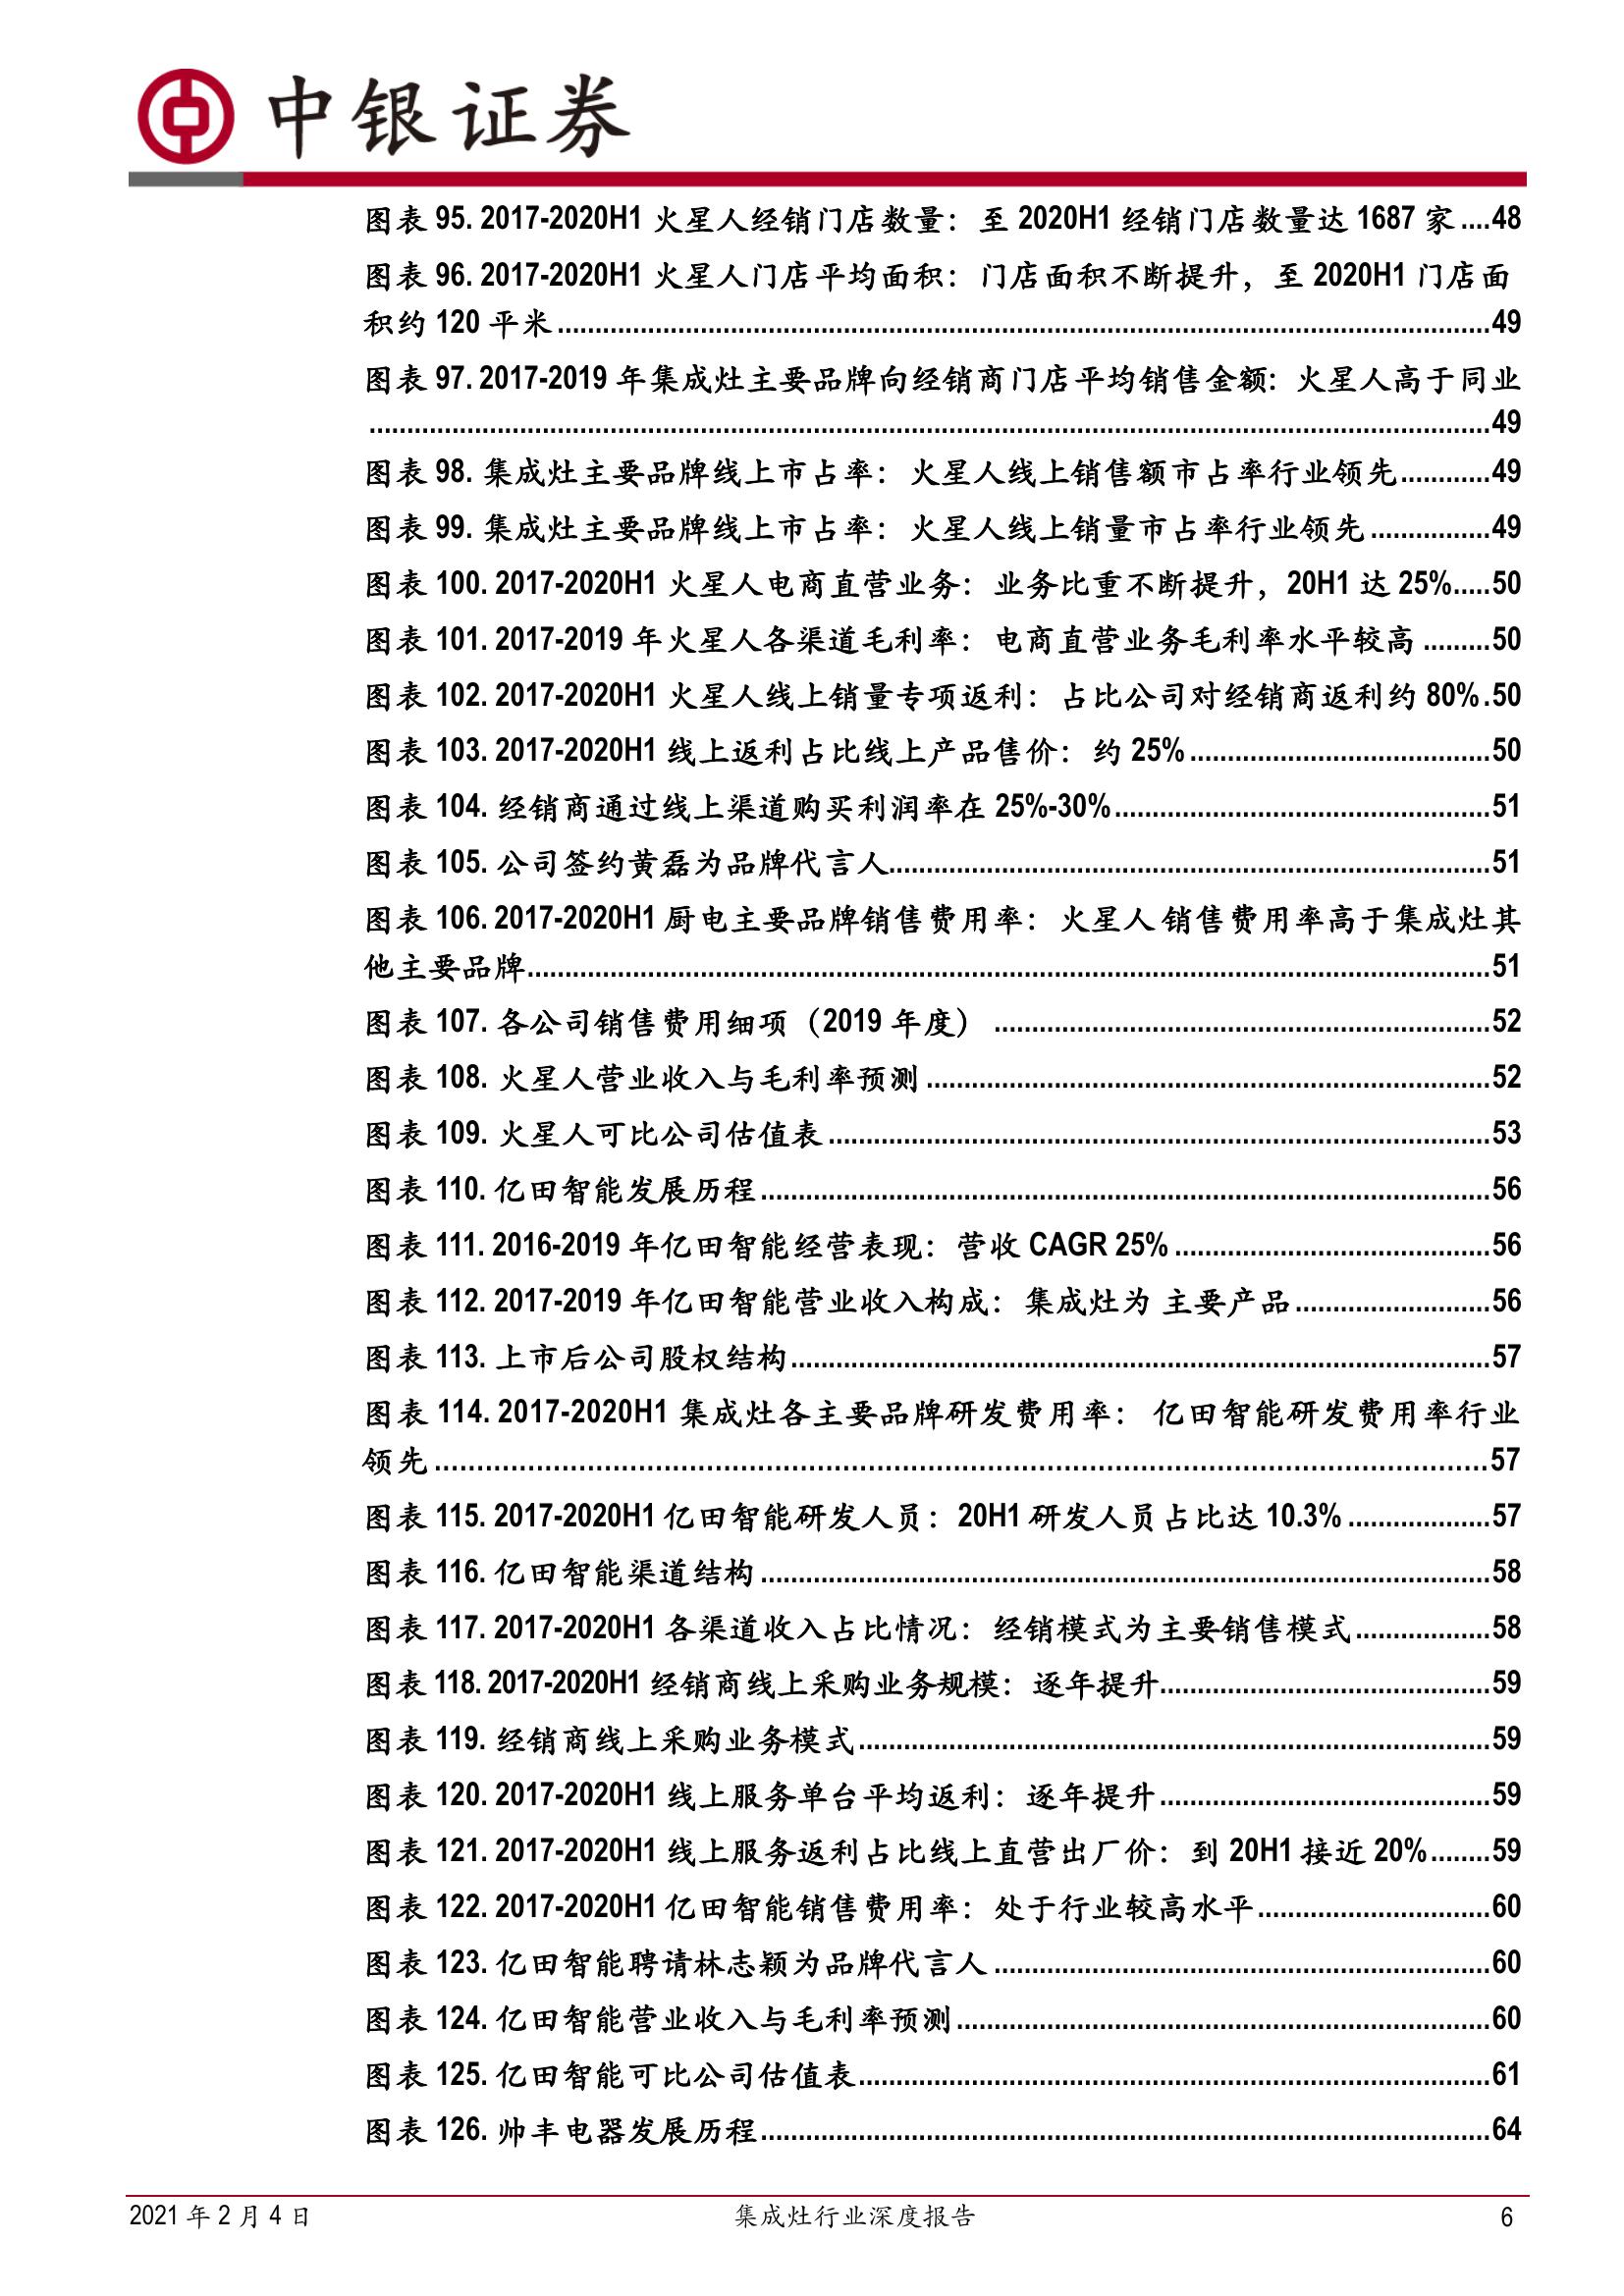 中银证券
图表 95. 2017-2020H1 火星人经销门店数量：至 2020H1 经销门店数量达 1687 家....48
图表 96. 2017-2020H1 火星人门店平均面积：门店面积不断提升，至 2020H1 门店面
积约 120 平米............................................................49
图表 97. 2017-2019 年集成灶主要品牌向经销商门店平均销售金额：火星人高于同业
............................................................49
图表 98. 集成灶主要品牌线上市占率：火星人线上销售额市占率行业领先............49
图表 99. 集成灶主要品牌线上市占率：火星人线上销量市占率行业领先................49
图表 100. 2017-2020H1 火星人电商直营业务：业务比重不断提升，20H1 达 25%.....50
图表 101. 2017-2019 年火星人各渠道毛利率：电商直营业务毛利率水平较高.........50
图表 102. 2017-2020H1 火星人线上销量专项返利：占比公司对经销商返利约 80%.50
图表 103. 2017-2020H1 线上返利占比线上产品售价：约 25%........................................50
图表 104. 经销商通过线上渠道购买利润率在 25%-30%..................................................51
图表 105. 公司签约黄磊为品牌代言人............................................................51
图表 106. 2017-2020H1 厨电主要品牌销售费用率：火星人销售费用率高于集成灶其
他主要品牌............................................................51
图表 107. 各公司销售费用细项（2019 年度）............................................................52
图表 108. 火星人营业收入与毛利率预测............................................................52
图表 109. 火星人可比公司估值表............................................................53
图表 110. 亿田智能发展历程............................................................56
图表 111. 2016-2019 年亿田智能经营表现：营收 CAGR 25%..........................................56
图表 112. 2017-2019 年亿田智能营业收入构成：集成灶为 主要产品..........................56
图表 113. 上市后公司股权结构............................................................57
图表 114. 2017-2020H1 集成灶各主要品牌研发费用率： 亿田智能研发费用率行业
领先............................................................57
图表 115. 2017-2020H1 亿田智能研发人员：20H1 研发人员占比达 10.3%...................57
图表 116. 亿田智能渠道结构............................................................58
图表 117. 2017-2020H1 各渠道收入占比情况：经销模式为主要销售模式..................58
图表 118. 2017-2020H1 经销商线上采购业务规模：逐年提升............................................59
图表 119. 经销商线上采购业务模式............................................................59
图表 120. 2017-2020H1 线上服务单台平均返利：逐年提升............................................59
图表 121. 2017-2020H1 线上服务返利占比线上直营出厂价：到 20H1 接近 20%........59
图表 122. 2017-2020H1 亿田智能销售费用率：处于行业较高水平...............................60
图表 123. 亿田智能聘请林志颖为品牌代言人............................................................60
图表 124. 亿田智能营业收入与毛利率预测............................................................60
图表 125. 亿田智能可比公司估值表............................................................61
图表 126. 帅丰电器发展历程............................................................64
2021 年 2 月 4 日
集成灶行业深度报告
6